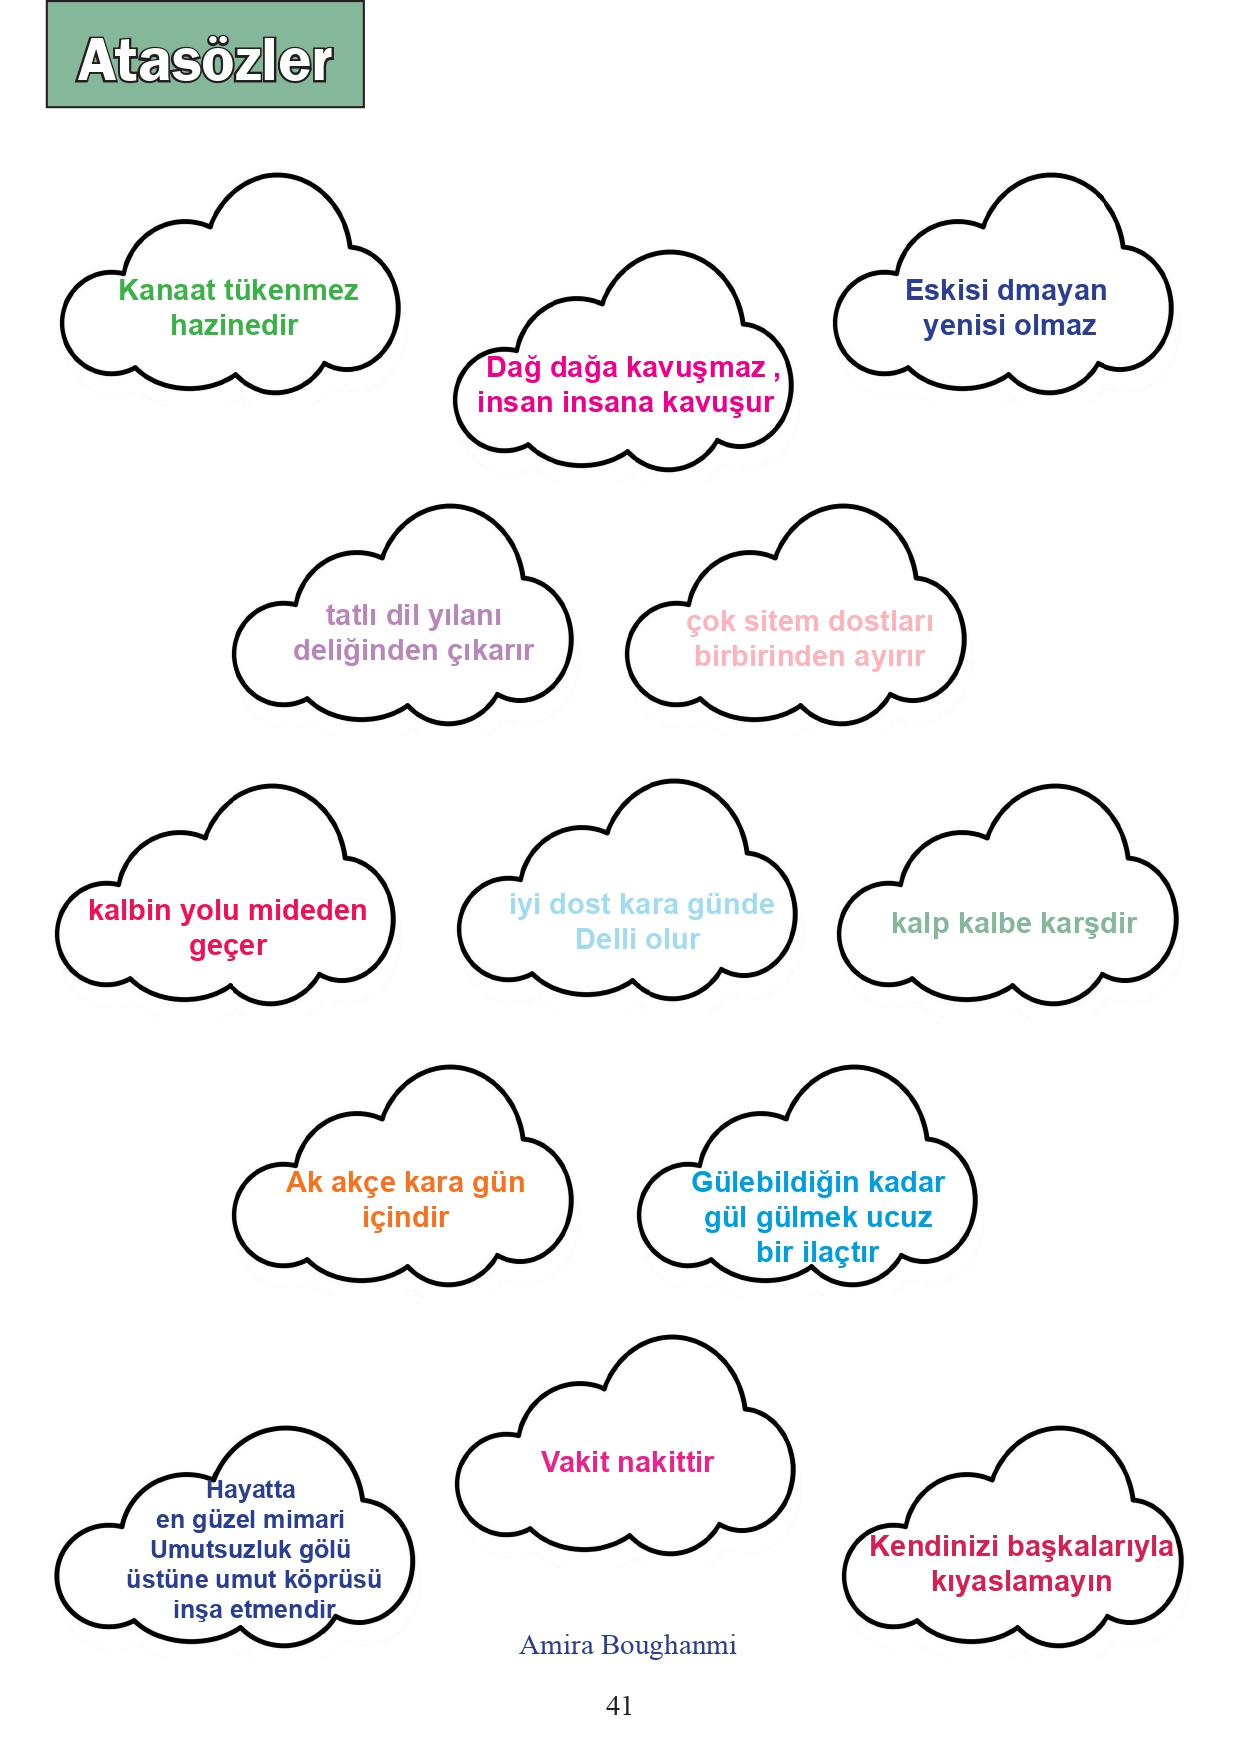 Atasözler
Kanaat tükenmez
hazinedir
Dağ dağa kavuşmaz ,
insan insana kavuşur
Eskisi dmayan
yenisi olmaz
tatlı dil yılanı
deliğinden çıkarır
çok sitem dostları
birbirinden ayırır
kalbin yolu mideden
geçer
iyi dost kara günde
Delli olur
kalp kalbe karşdir
Ak akçe kara gün
içindir
Gülebildiğin kadar
gül gülmek ucuz
bir ilaçtır
Hayatta
en güzel mimari
Umutsuzluk gölü
üstüne umut köprüsü
inşa etmendir
Vakit nakittir
Kendinizi başkalarıyla
kıyaslamayın
Amira Boughanmi
41